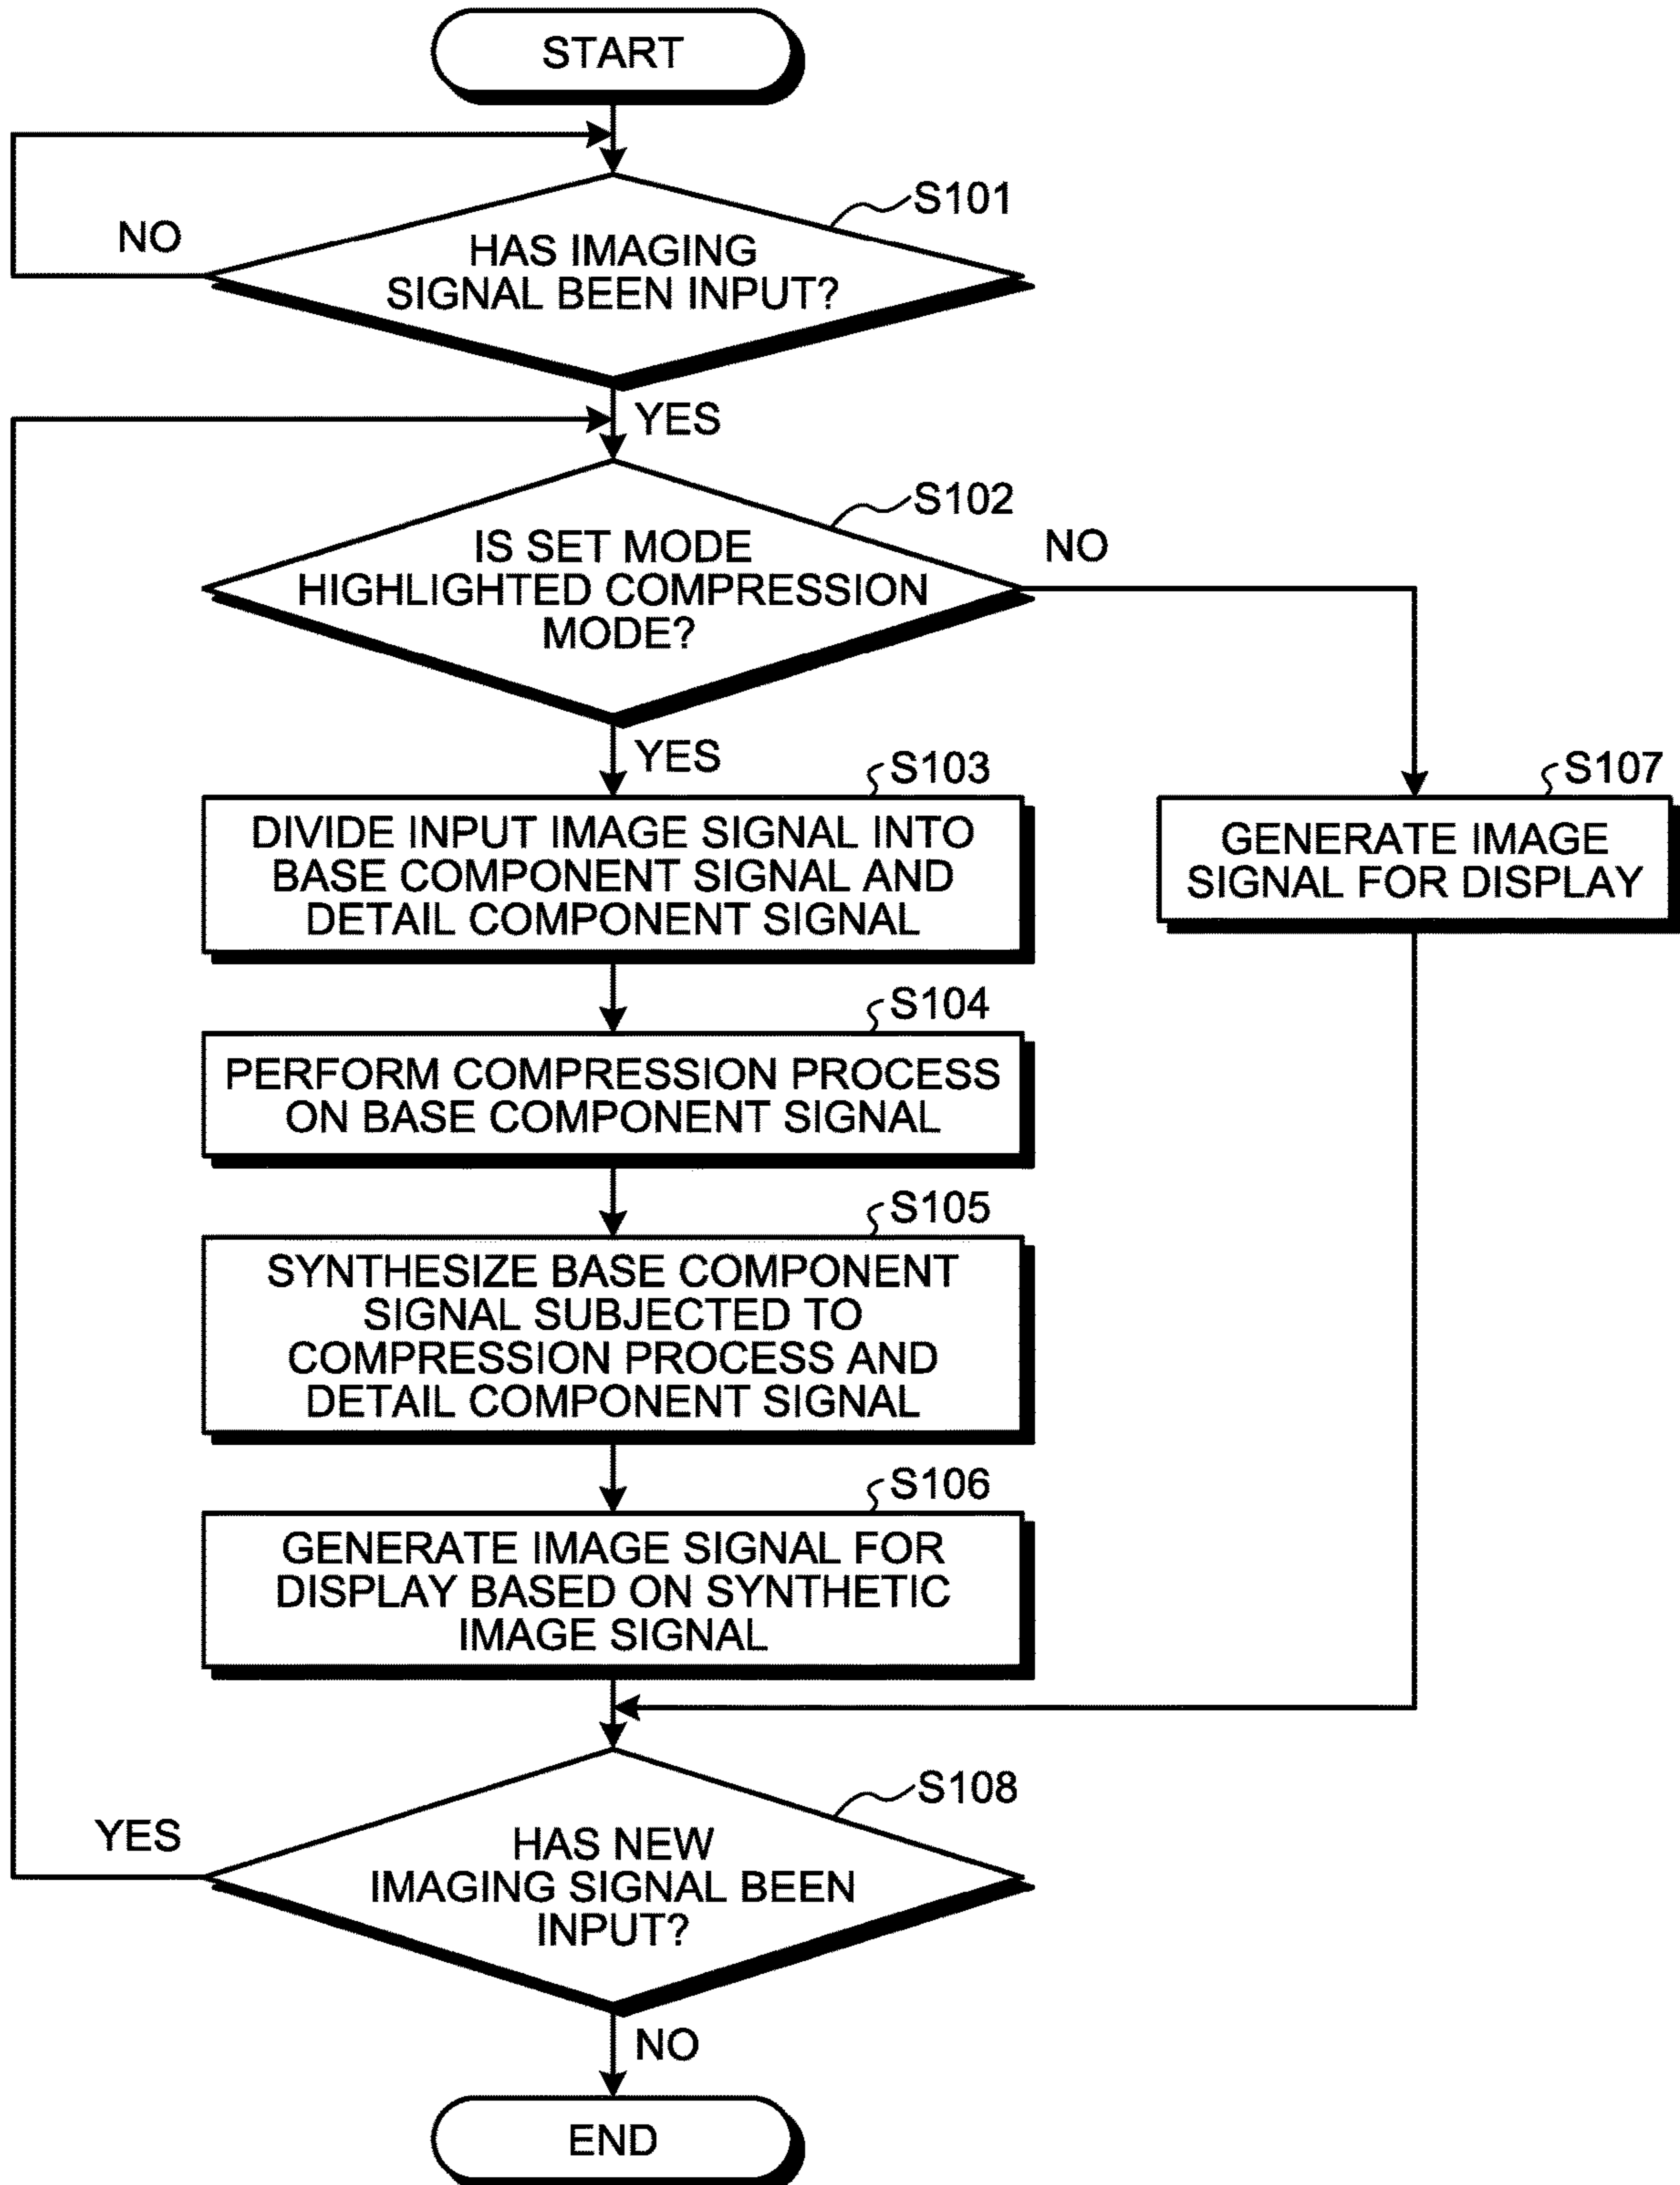 START
S101
NO
HAS IMAGING
SIGNAL BEEN INPUT?
YES
S102
NO
IS SET MODE
HIGHLIGHTED COMPRESSION
MODE?
YES
S103
DIVIDE INPUT IMAGE SIGNAL INTO
BASE COMPONENT SIGNAL AND
DETAIL COMPONENT SIGNAL
S107
GENERATE IMAGE
SIGNAL FOR DISPLAY
S104
PERFORM COMPRESSION PROCESS
ON BASE COMPONENT SIGNAL
S105
SYNTHESIZE BASE COMPONENT
SIGNAL SUBJECTED TO
COMPRESSION PROCESS AND
DETAIL COMPONENT SIGNAL
S106
GENERATE IMAGE SIGNAL FOR
DISPLAY BASED ON SYNTHETIC
IMAGE SIGNAL
S108
YES
HAS NEW
IMAGING SIGNAL BEEN
INPUT?
NO
END